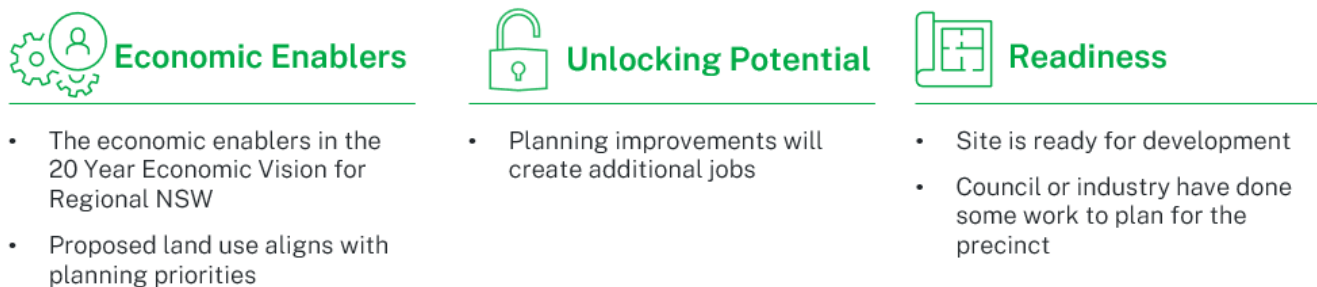 Economic Enablers
• The economic enablers in the
20 Year Economic Vision for
Regional NSW
• Proposed land use aligns with
planning priorities
Unlocking Potential
• Planning improvements will
create additional jobs
Readiness
• Site is ready for development
• Council or industry have done
some work to plan for the
precinct